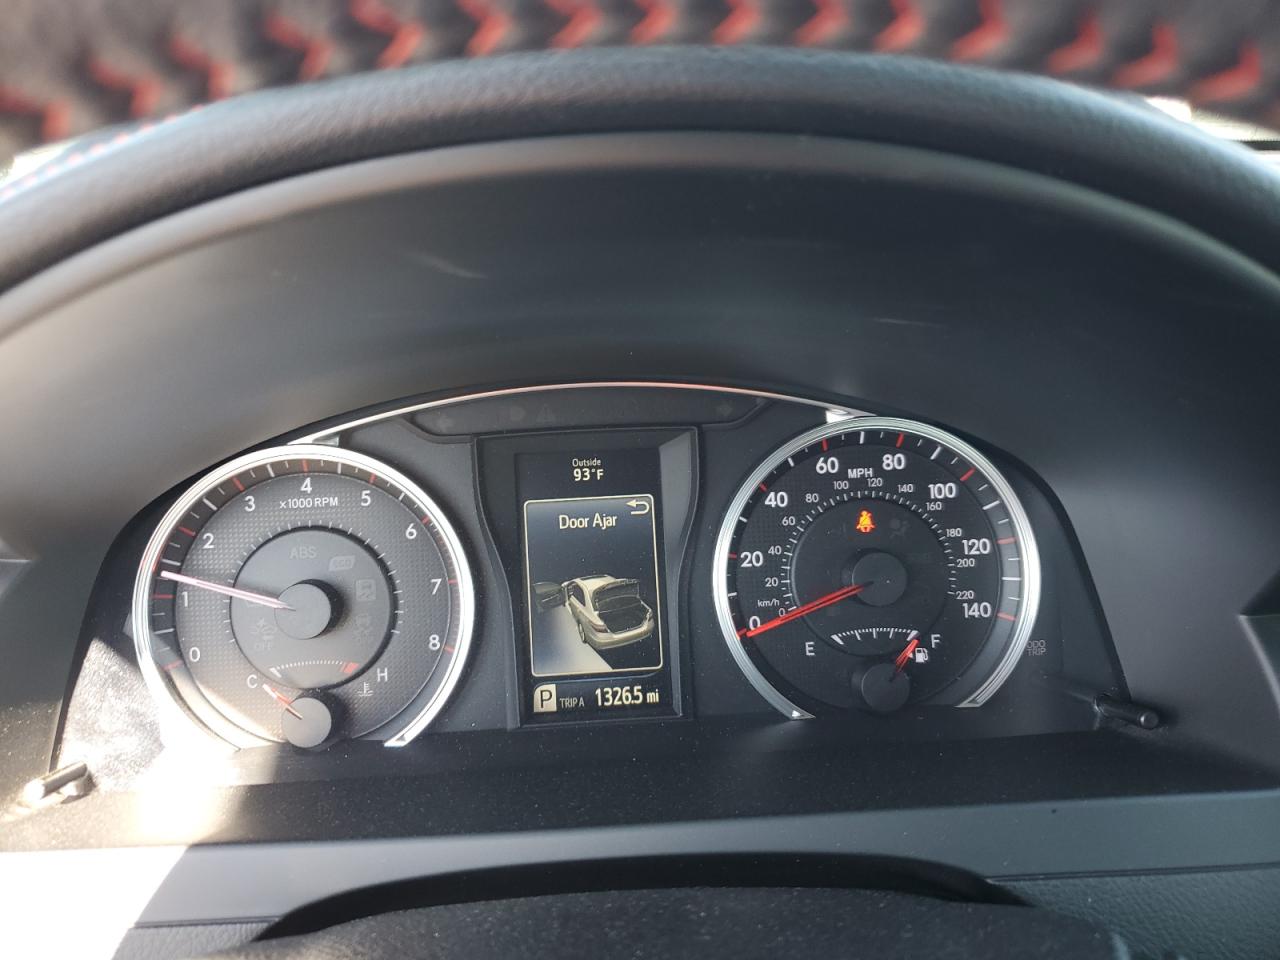 Outside
93°F
Door Ajar
P TRIP A 1326.5 mi
0 1 2 3 4 5 6 7 8
x1000 RPM
ABS
ECO
OFF
C H
0 20 40 60 80 100 120 140
MPH
0 20 40 60 80 100 120 140 160 180 200 220
km/h
E F
ODO
TRIP